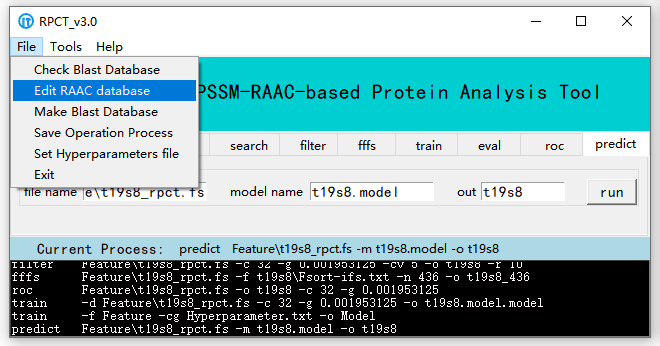 RPCT_v3.0
File Tools Help
Check Blast Database
Edit RAAC database
Make Blast Database
Save Operation Process
Set Hyperparameters file
Exit
PSSM-RAAC-based Protein Analysis Tool
search filter fffs train eval roc predict
file name e\t19s8_rpct.fs model name t19s8.model out t19s8 run
Current Process: predict Feature\t19s8_rpct.fs -m t19s8.model -o t19s8
filter Feature\t19s8_rpct.fs -c 32 -g 0.001953125 -cv 5 -o t19s8 -r 10
fffs Feature\t19s8_rpct.fs -f t19s8\Fsort-ifs.txt -n 436 -o t19s8_436
roc Feature\t19s8_rpct.fs -o t19s8 -c 32 -g 0.001953125
train -d Feature\t19s8_rpct.fs -c 32 -g 0.001953125 -o t19s8.model.model
train -f Feature -cg Hyperparameter.txt -o Model
predict Feature\t19s8_rpct.fs -m t19s8.model -o t19s8